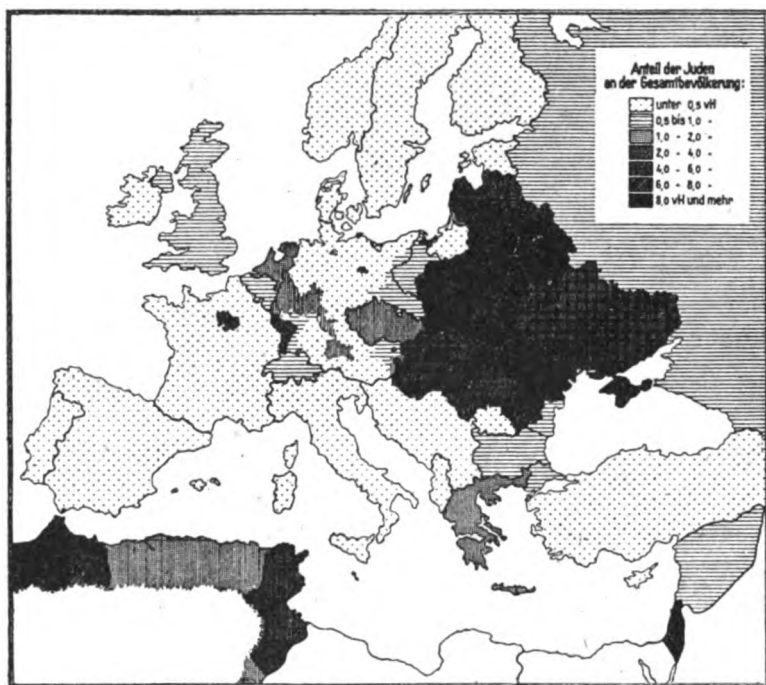 Anteil der Juden
an der Gesamtbevölkerung:
unter 0,5 vH
0,5 bis 1,0 -
1,0 - 2,0 -
2,0 - 4,0 -
4,0 - 6,0 -
6,0 - 8,0 -
8,0 vH und mehr